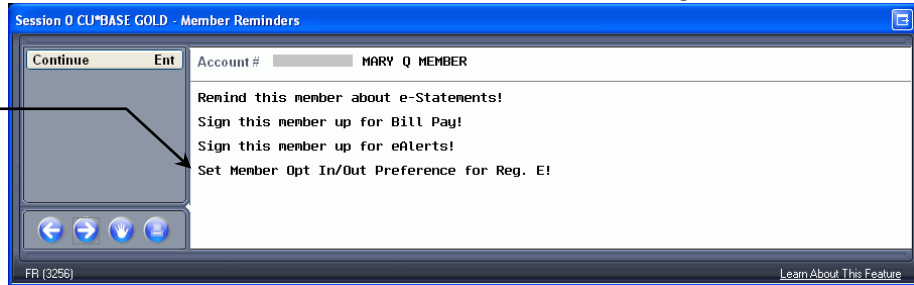 Session 0 CU*BASE GOLD - Member Reminders
Continue Ent
Account # MARY Q MEMBER
Remind this member about e-Statements!
Sign this member up for Bill Pay!
Sign this member up for eAlerts!
Set Member Opt In/Out Preference for Reg. E!
FR (3256)
Learn About This Feature